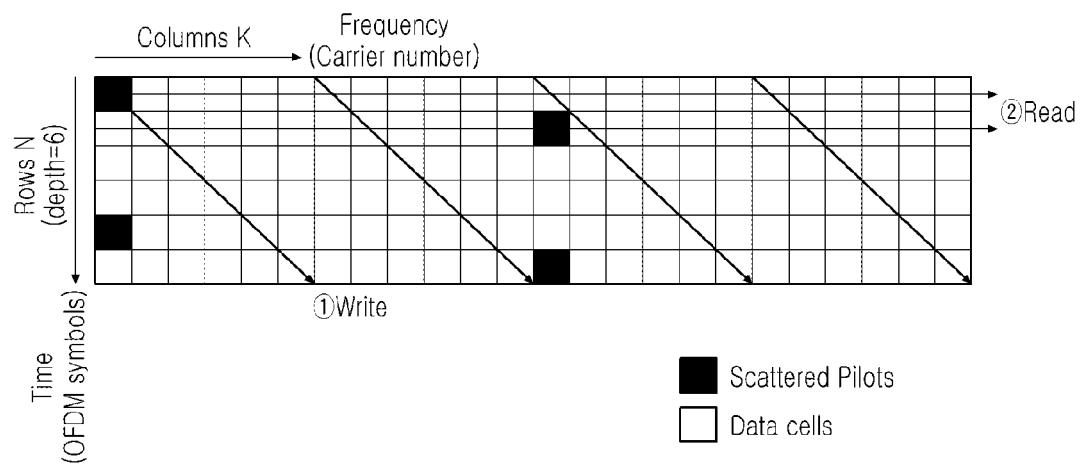 Columns K
Frequency
(Carrier number)
②Read
Rows N
(depth=6)
①Write
Time
(OFDM symbols)
Scattered Pilots
Data cells